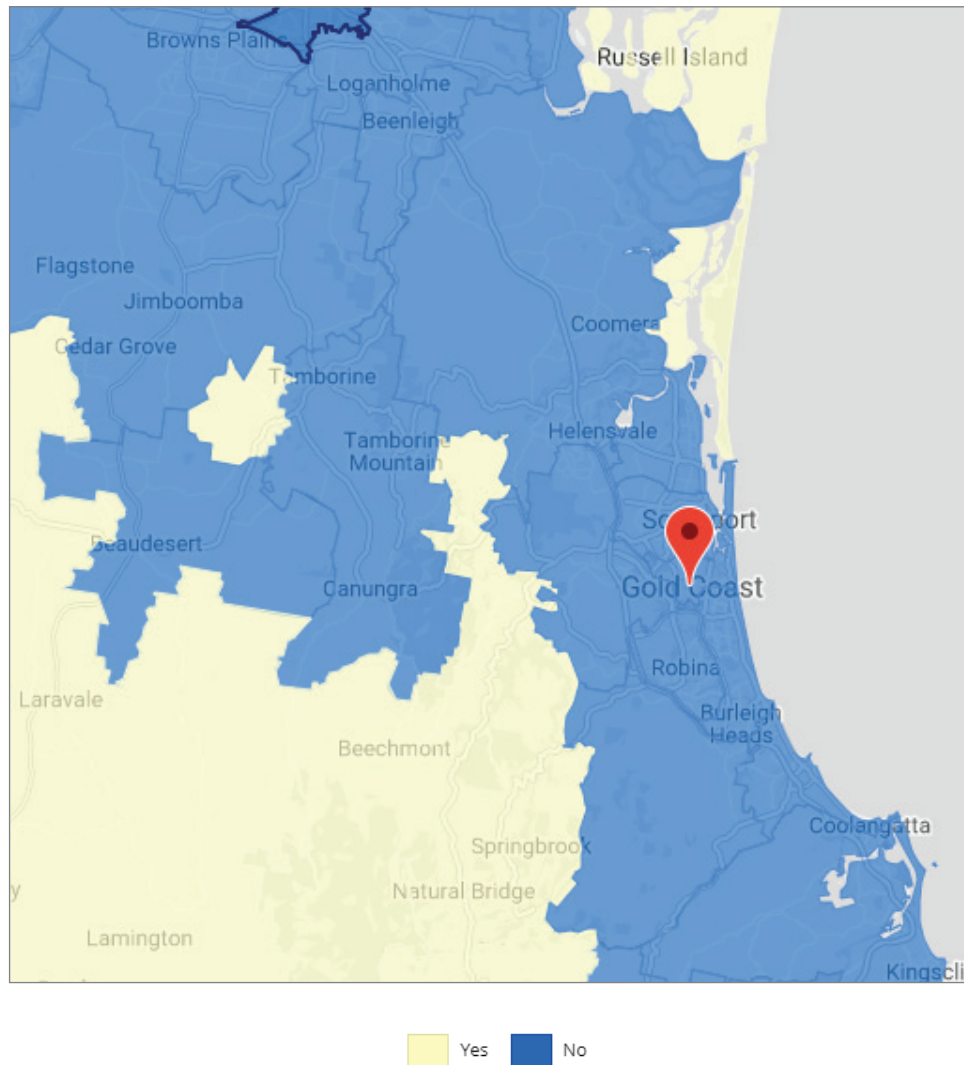 Browns Plains
Russell Island
Loganholme
Beenleigh
Flagstone
Jimboomba
Coomera
Cedar Grove
Tamborine
Helensvale
Tamborine
Mountain
Beaudesert
Canungra
Gold Coast
Robina
Laravale
Burleigh
Heads
Beechmont
Coolangatta
Springbrook
Natural Bridge
Lamington
Kingscli
Yes
No